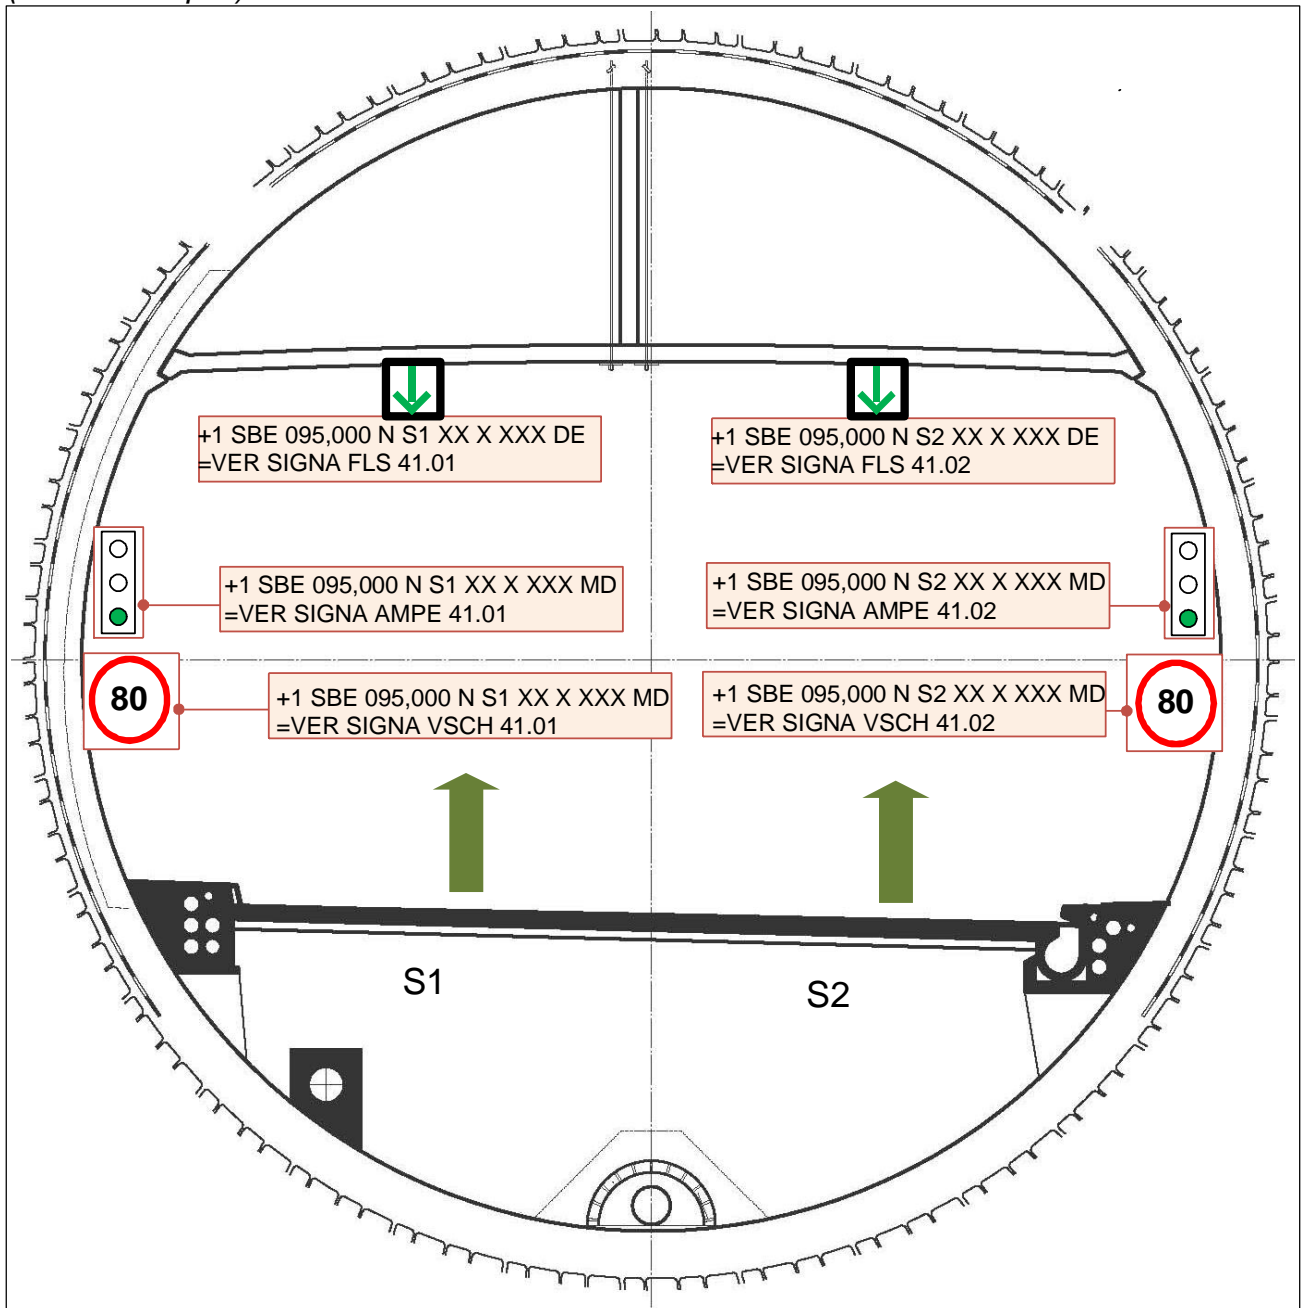 +1 SBE 095,000 N S1 XX X XXX DE
=VER SIGNA FLS 41.01
+1 SBE 095,000 N S2 XX X XXX DE
=VER SIGNA FLS 41.02
+1 SBE 095,000 N S1 XX X XXX MD
=VER SIGNA AMPE 41.01
+1 SBE 095,000 N S2 XX X XXX MD
=VER SIGNA AMPE 41.02
80
+1 SBE 095,000 N S1 XX X XXX MD
=VER SIGNA VSCH 41.01
+1 SBE 095,000 N S2 XX X XXX MD
=VER SIGNA VSCH 41.02
80
S1
S2